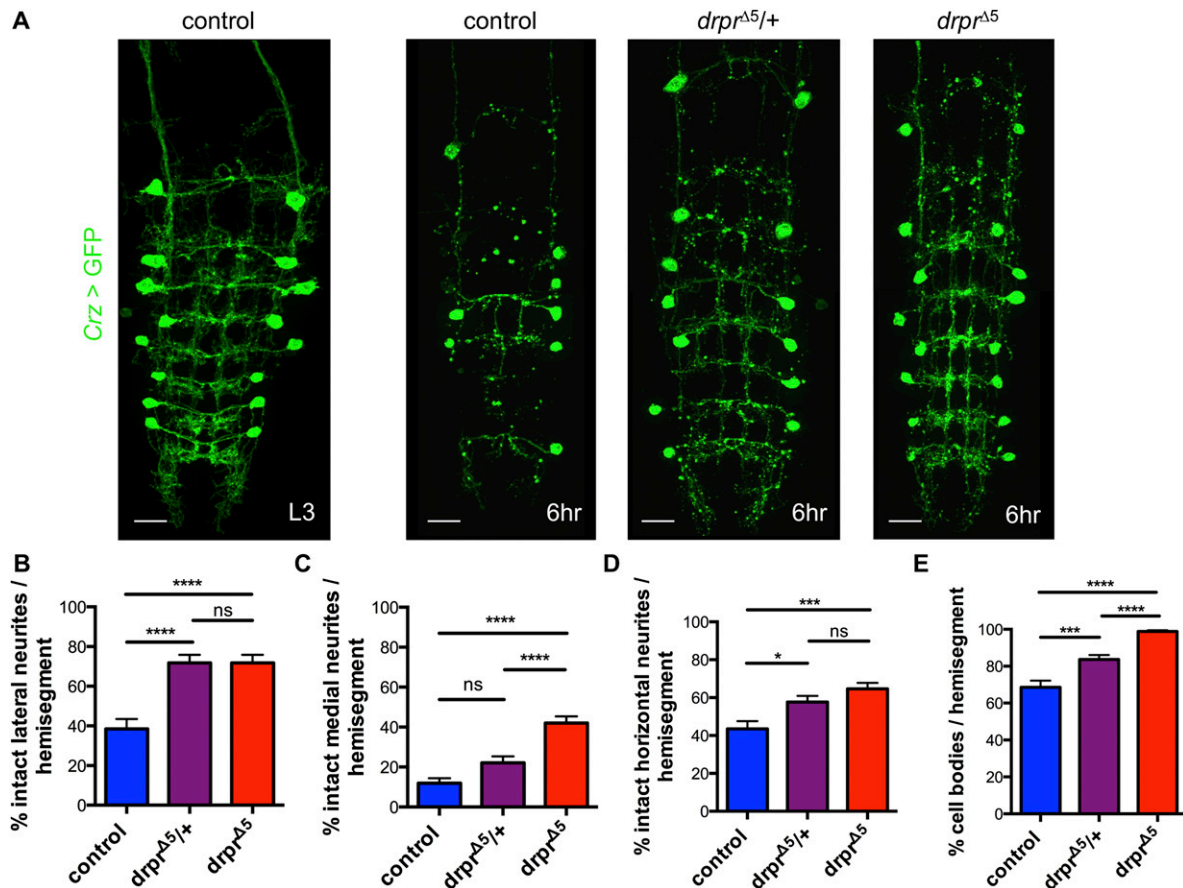 A
control
control
drprΔ5/+
drprΔ5
Crz > GFP
L3
6hr
6hr
6hr
B
% intact lateral neurites /
hemisegment
100
80
60
40
20
0
****
****
ns
control
drprΔ5/+
drprΔ5
C
% intact medial neurites /
hemisegment
100
80
60
40
20
0
****
****
ns
control
drprΔ5/+
drprΔ5
D
% intact horizontal neurites /
hemisegment
100
80
60
40
20
0
***
ns
*
control
drprΔ5/+
drprΔ5
E
% cell bodies / hemisegment
100
80
60
40
20
0
****
****
***
control
drprΔ5/+
drprΔ5